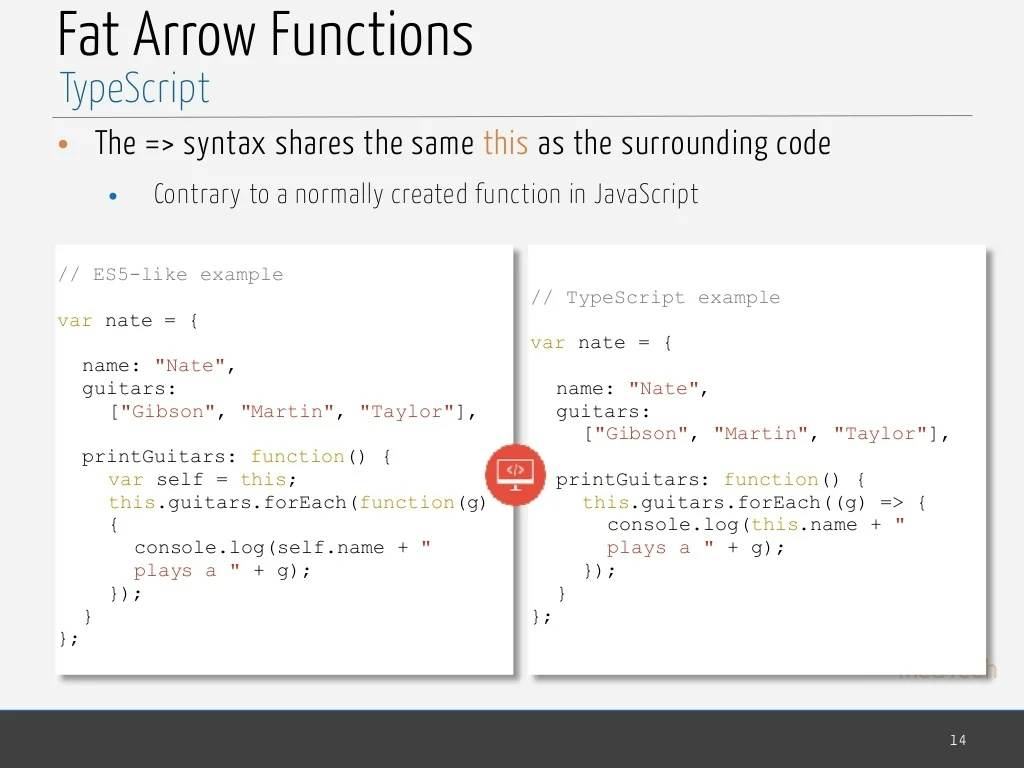 Fat Arrow Functions
TypeScript
• The => syntax shares the same this as the surrounding code
• Contrary to a normally created function in JavaScript
// ES5-like example
var nate = {
name: "Nate",
guitars:
["Gibson", "Martin", "Taylor"],
printGuitars: function() {
var self = this;
this.guitars.forEach(function(g)
{
console.log(self.name + "
plays a " + g);
});
}
};
</>
// TypeScript example
var nate = {
name: "Nate",
guitars:
["Gibson", "Martin", "Taylor"],
printGuitars: function() {
this.guitars.forEach((g) => {
console.log(this.name + "
plays a " + g);
});
}
};
14